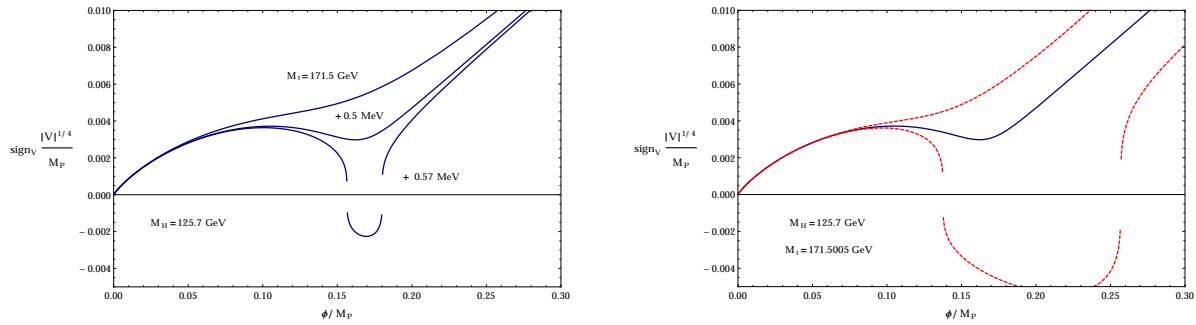 0.010
0.008
0.006
0.004
0.002
0.000
− 0.002
− 0.004
sign_V |V|^{1/4} / M_P
M_t = 171.5 GeV
+ 0.5 MeV
+ 0.57 MeV
M_H = 125.7 GeV
0.00 0.05 0.10 0.15 0.20 0.25 0.30
ϕ / M_P
0.010
0.008
0.006
0.004
0.002
0.000
− 0.002
− 0.004
sign_V |V|^{1/4} / M_P
M_H = 125.7 GeV
M_t = 171.5005 GeV
0.00 0.05 0.10 0.15 0.20 0.25 0.30
ϕ / M_P